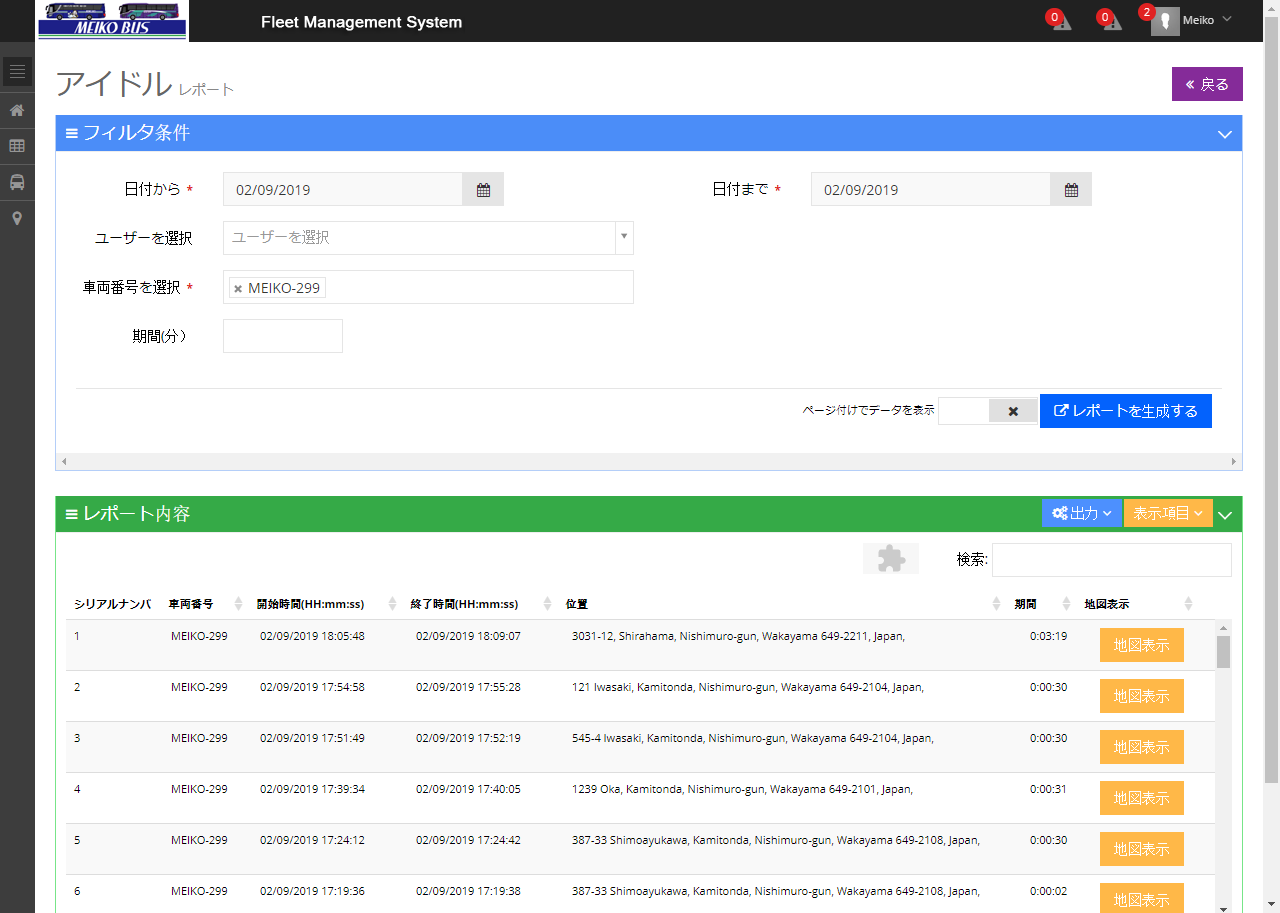 MEIKO BUS
Fleet Management System
0
0
2
Meiko
アイドル レポート
« 戻る
フィルタ条件
日付から * 02/09/2019
日付まで * 02/09/2019
ユーザーを選択 ユーザーを選択
車両番号を選択 * × MEIKO-299
期間(分）
ページ付けでデータを表示 × レポートを生成する
レポート内容
出力 表示項目
検索:
シリアルナンバ 車両番号 開始時間(HH:mm:ss) 終了時間(HH:mm:ss) 位置 期間 地図表示
1 MEIKO-299 02/09/2019 18:05:48 02/09/2019 18:09:07 3031-12, Shirahama, Nishimuro-gun, Wakayama 649-2211, Japan, 0:03:19 地図表示
2 MEIKO-299 02/09/2019 17:54:58 02/09/2019 17:55:28 121 Iwasaki, Kamitonda, Nishimuro-gun, Wakayama 649-2104, Japan, 0:00:30 地図表示
3 MEIKO-299 02/09/2019 17:51:49 02/09/2019 17:52:19 545-4 Iwasaki, Kamitonda, Nishimuro-gun, Wakayama 649-2104, Japan, 0:00:30 地図表示
4 MEIKO-299 02/09/2019 17:39:34 02/09/2019 17:40:05 1239 Oka, Kamitonda, Nishimuro-gun, Wakayama 649-2101, Japan, 0:00:31 地図表示
5 MEIKO-299 02/09/2019 17:24:12 02/09/2019 17:24:42 387-33 Shimoayukawa, Kamitonda, Nishimuro-gun, Wakayama 649-2108, Japan, 0:00:30 地図表示
6 MEIKO-299 02/09/2019 17:19:36 02/09/2019 17:19:38 387-33 Shimoayukawa, Kamitonda, Nishimuro-gun, Wakayama 649-2108, Japan, 0:00:02 地図表示